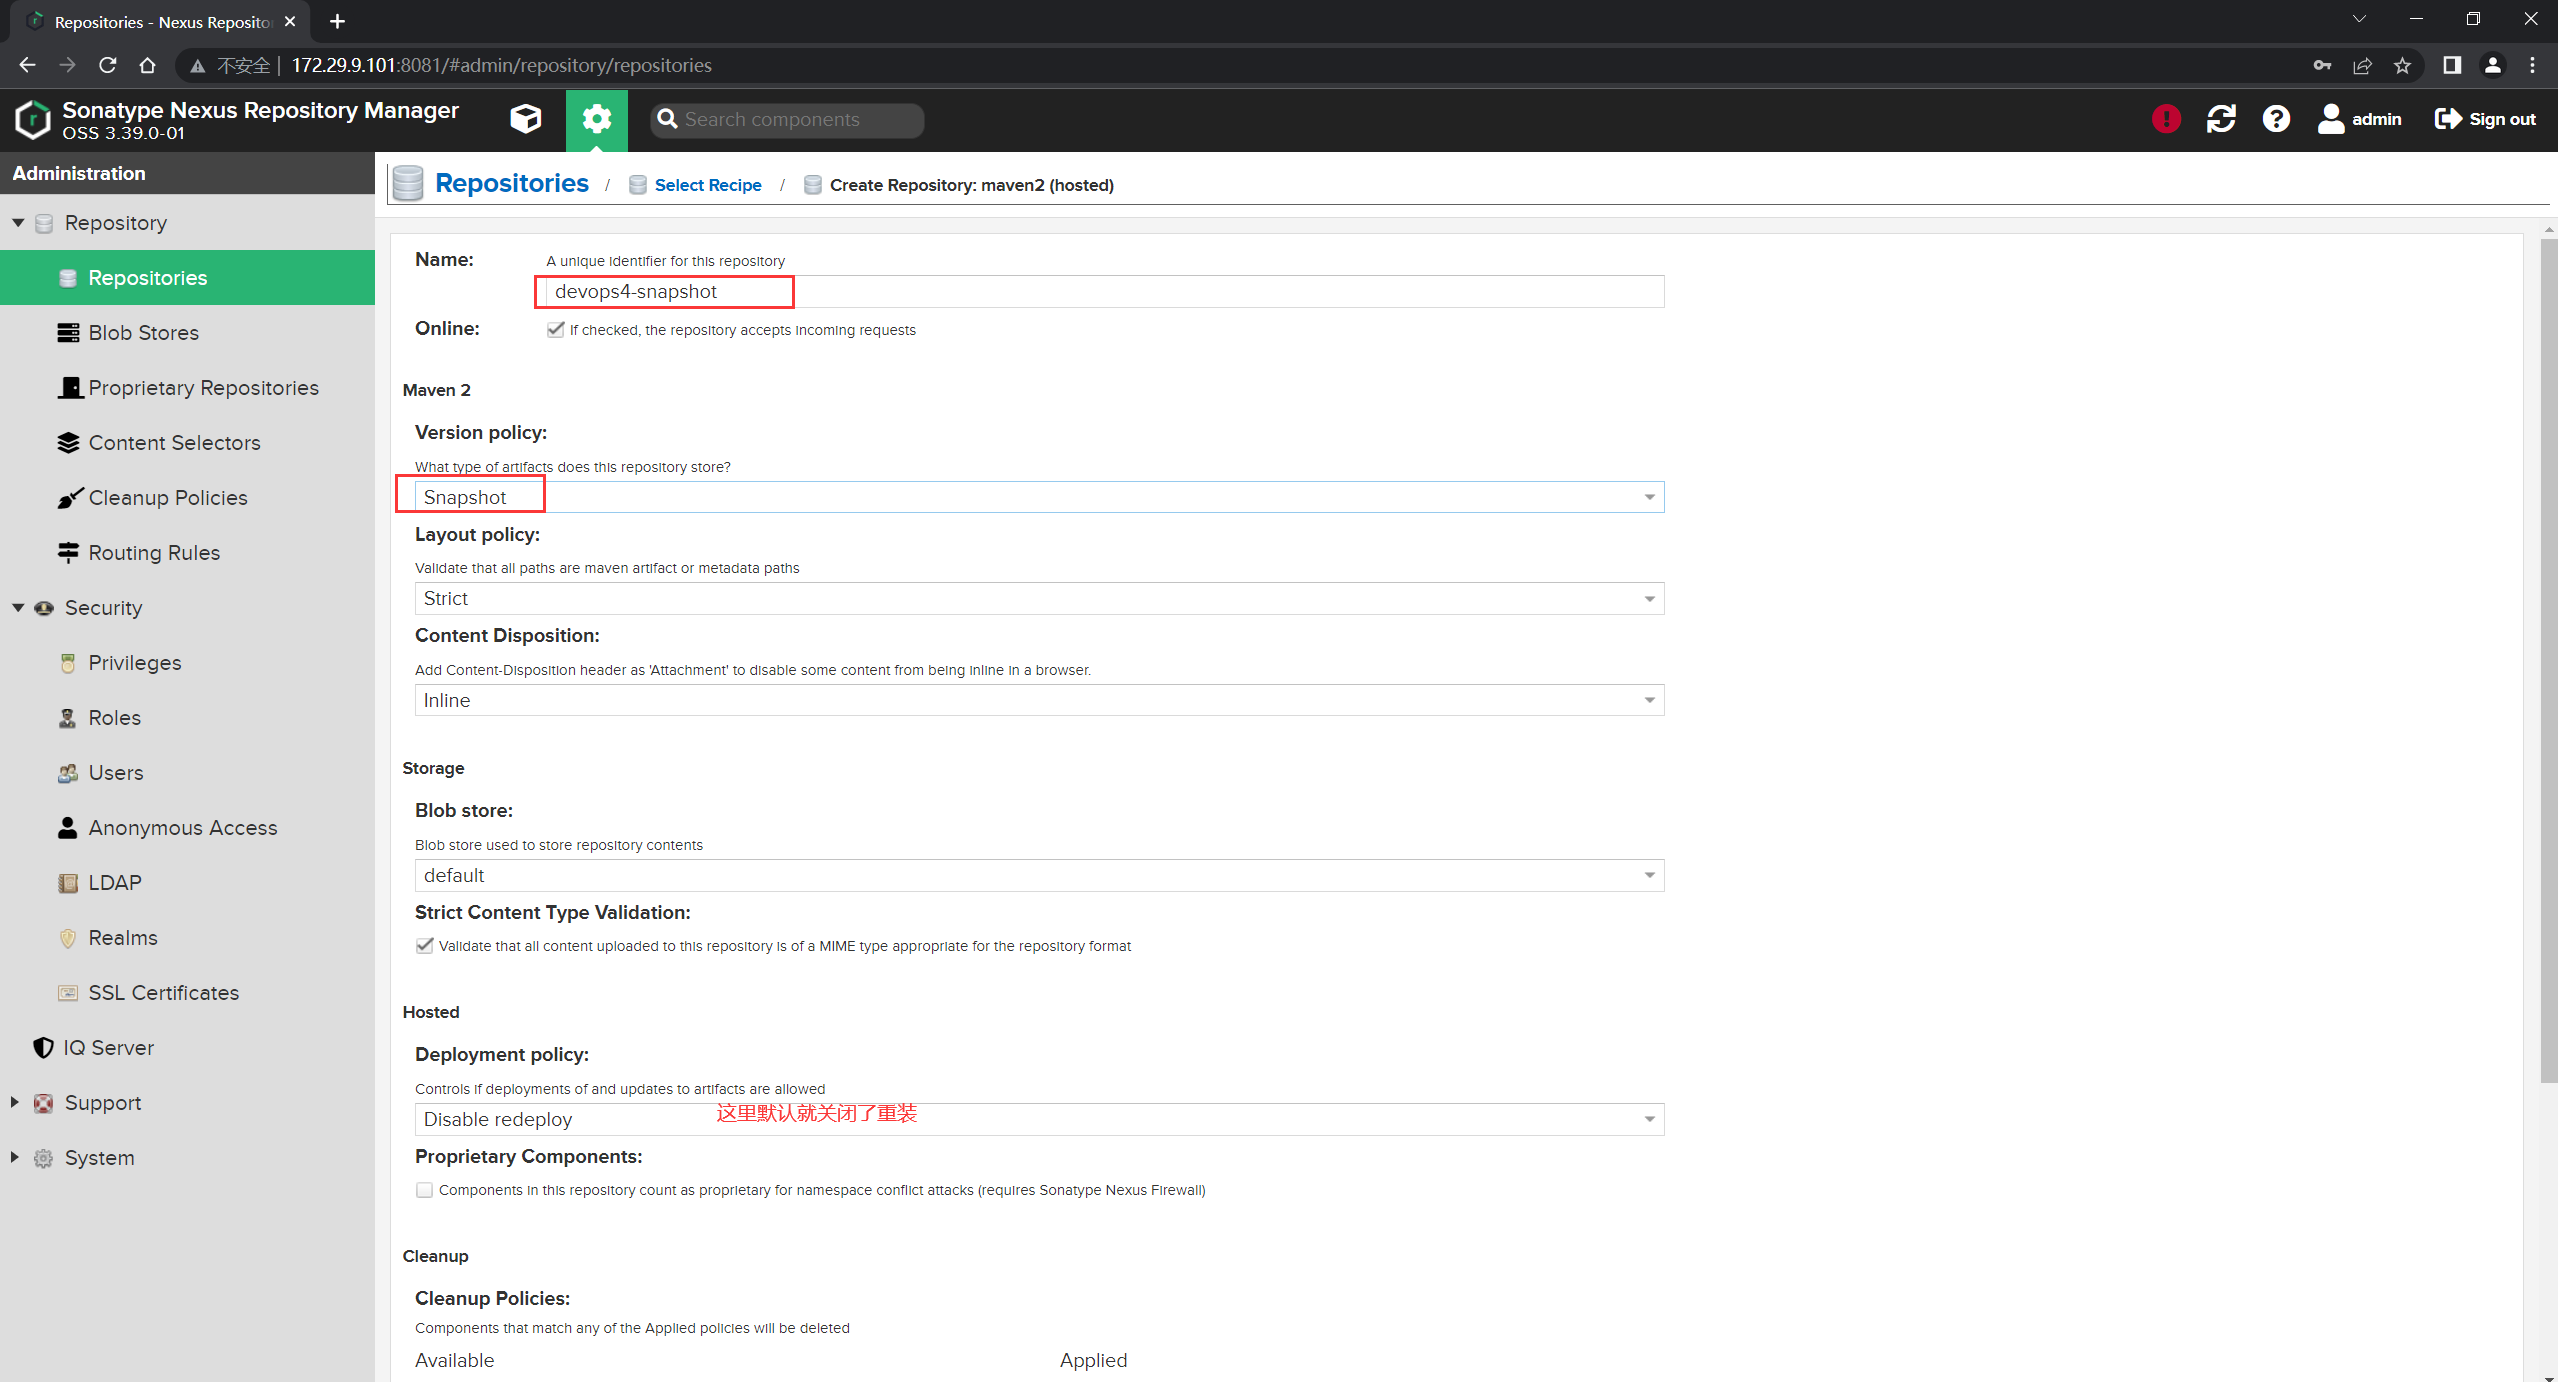 Repositories - Nexus Reposito
不安全 | 172.29.9.101:8081/#admin/repository/repositories
Sonatype Nexus Repository Manager
OSS 3.39.0-01
Search components
admin
Sign out
Administration
Repository
Repositories
Blob Stores
Proprietary Repositories
Content Selectors
Cleanup Policies
Routing Rules
Security
Privileges
Roles
Users
Anonymous Access
LDAP
Realms
SSL Certificates
IQ Server
Support
System
Repositories / Select Recipe / Create Repository: maven2 (hosted)
Name: A unique identifier for this repository
devops4-snapshot
Online: If checked, the repository accepts incoming requests
Maven 2
Version policy:
What type of artifacts does this repository store?
Snapshot
Layout policy:
Validate that all paths are maven artifact or metadata paths
Strict
Content Disposition:
Add Content-Disposition header as 'Attachment' to disable some content from being inline in a browser.
Inline
Storage
Blob store:
Blob store used to store repository contents
default
Strict Content Type Validation:
Validate that all content uploaded to this repository is of a MIME type appropriate for the repository format
Hosted
Deployment policy:
Controls if deployments of and updates to artifacts are allowed
Disable redeploy 这里默认就关闭了重装
Proprietary Components:
Components in this repository count as proprietary for namespace conflict attacks (requires Sonatype Nexus Firewall)
Cleanup
Cleanup Policies:
Components that match any of the Applied policies will be deleted
Available Applied